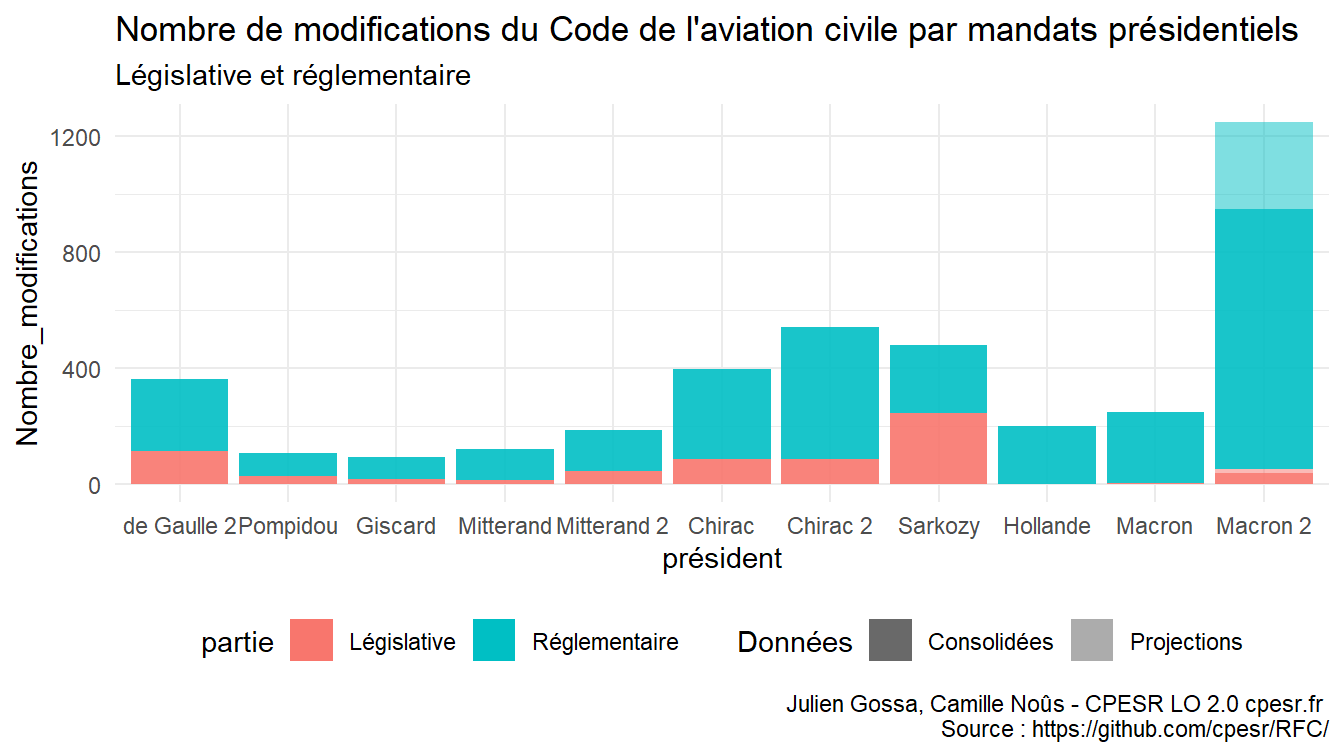 Nombre de modifications du Code de l'aviation civile par mandats présidentiels
Législative et réglementaire
Nombre_modifications
1200
800
400
0
de Gaulle 2 Pompidou Giscard Mitterand Mitterand 2 Chirac Chirac 2 Sarkozy Hollande Macron Macron 2
président
partie Législative Réglementaire Données Consolidées Projections
Julien Gossa, Camille Noûs - CPESR LO 2.0 cpesr.fr
Source : https://github.com/cpesr/RFC/